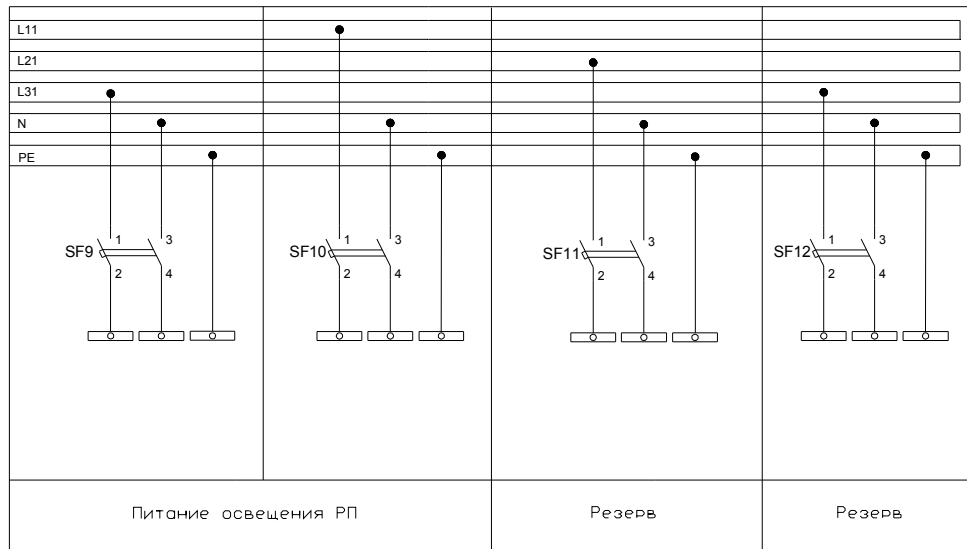 L11
L21
L31
N
PE
SF9 1 3
2 4
SF10 1 3
2 4
SF11 1 3
2 4
SF12 1 3
2 4
Питание освещения РП
Резерв
Резерв